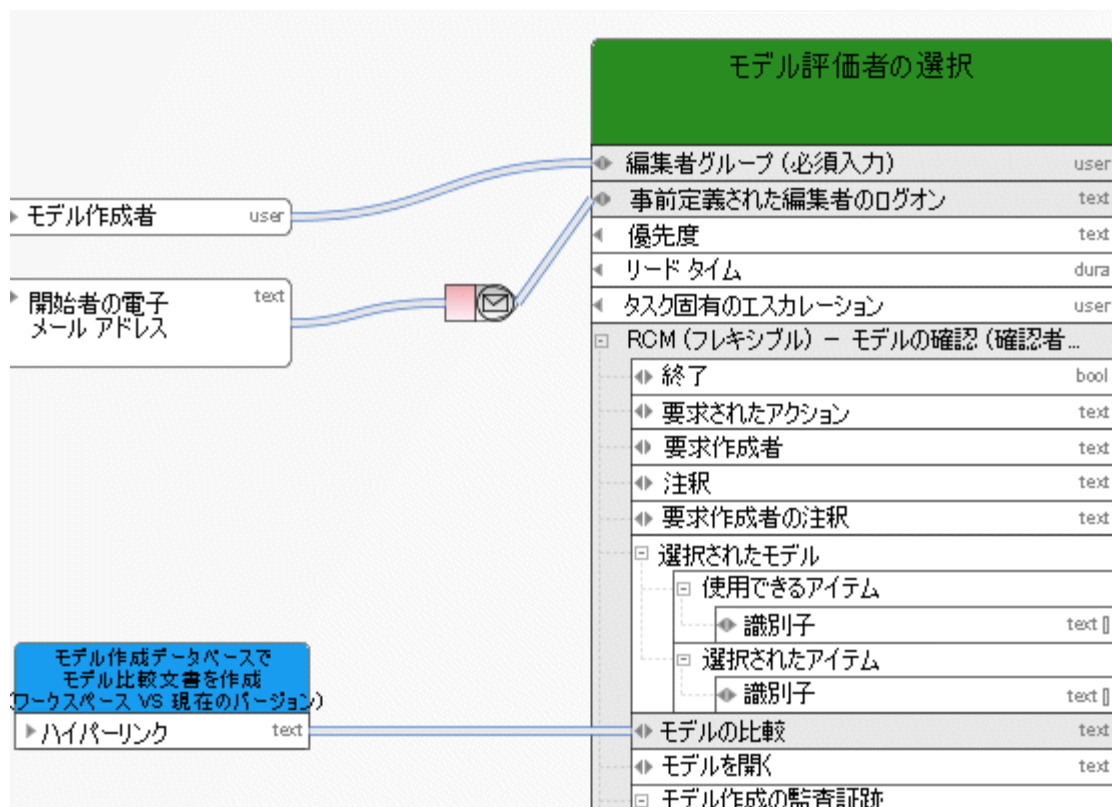 モデル評価者の選択
編集者グループ (必須入力) user
事前定義された編集者のログオン text
モデル作成者 user
優先度 text
リード タイム dura
開始者の電子 text
メール アドレス
タスク固有のエスカレーション user
RCM (フレキシブル) － モデルの確認 (確認者...
終了 bool
要求されたアクション text
要求作成者 text
注釈 text
要求作成者の注釈 text
選択されたモデル
使用できるアイテム
識別子 text []
選択されたアイテム
識別子 text []
モデル作成データベースで
モデル比較文書を作成
(ワークスペース VS 現在のバージョン)
ハイパーリンク text
モデルの比較 text
モデルを開く text
モデル作成の監査証跡